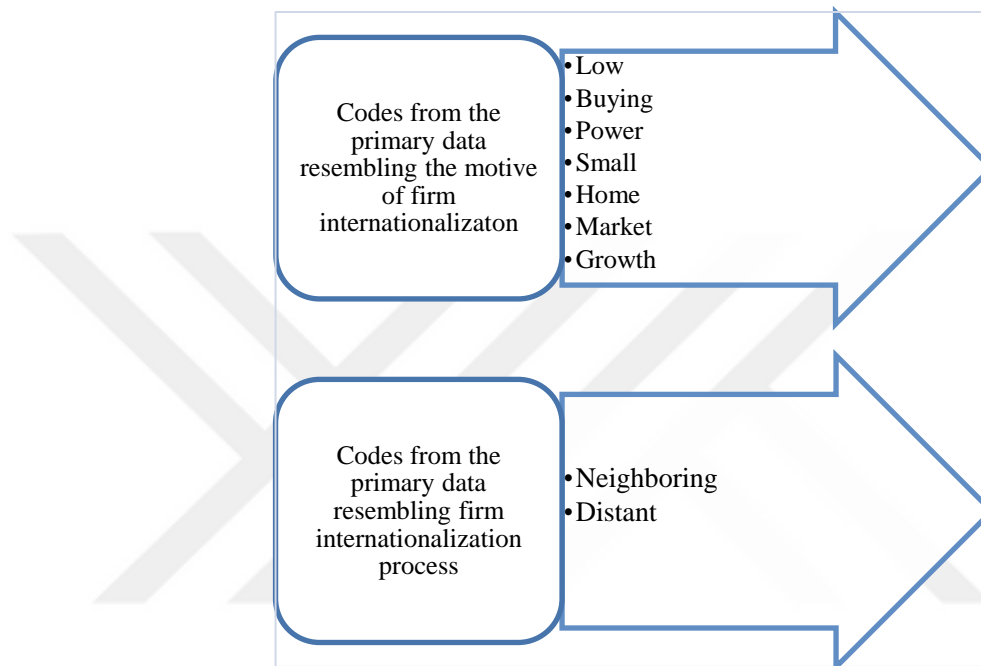 Codes from the
primary data
resembling the motive
of firm
internationalizaton
•Low
•Buying
•Power
•Small
•Home
•Market
•Growth
Codes from the
primary data
resembling firm
internationalization
process
•Neighboring
•Distant